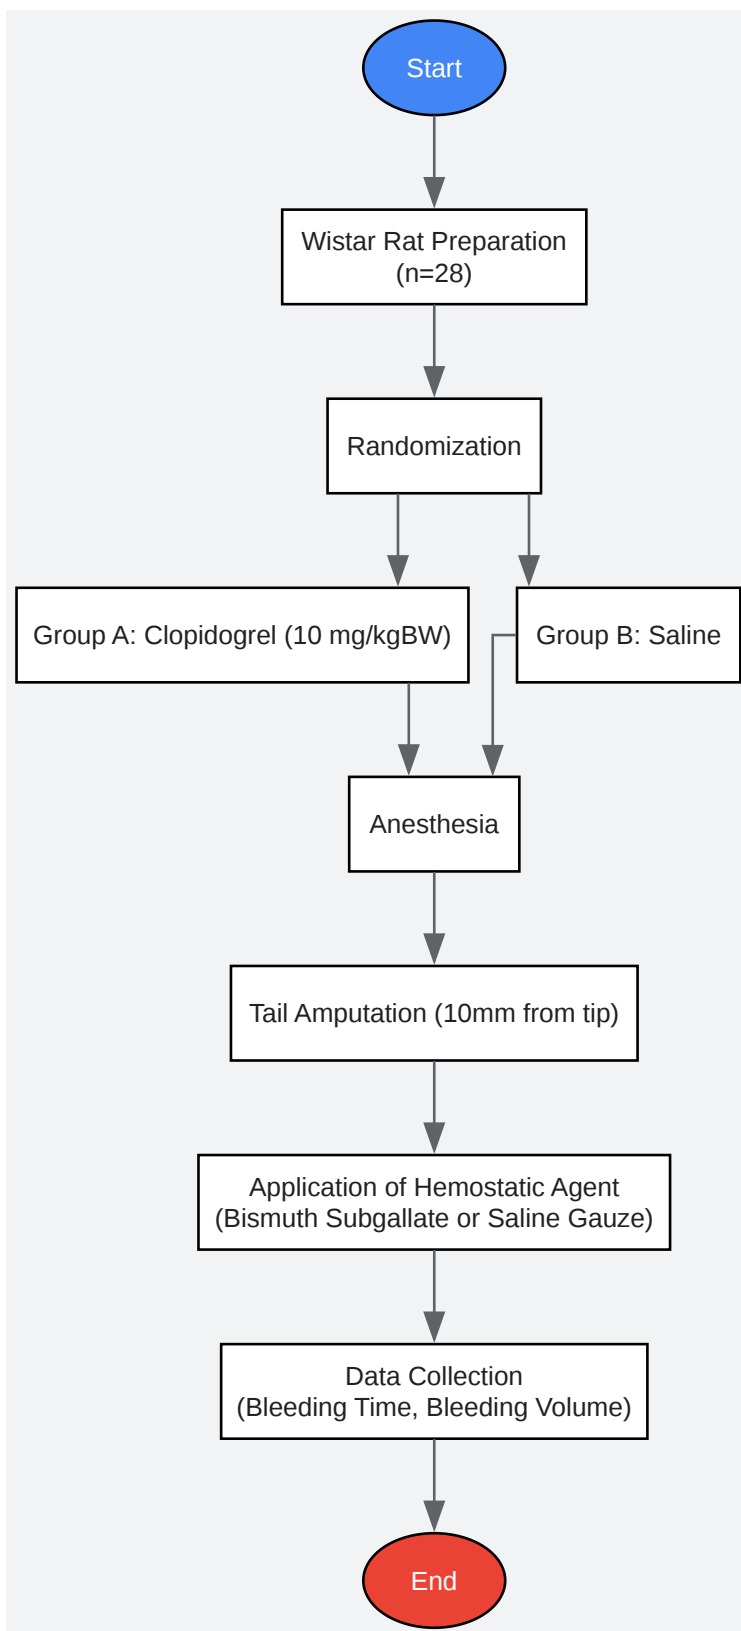 Start
Wistar Rat Preparation
(n=28)
Randomization
Group A: Clopidogrel (10 mg/kgBW)
Group B: Saline
Anesthesia
Tail Amputation (10mm from tip)
Application of Hemostatic Agent
(Bismuth Subgallate or Saline Gauze)
Data Collection
(Bleeding Time, Bleeding Volume)
End